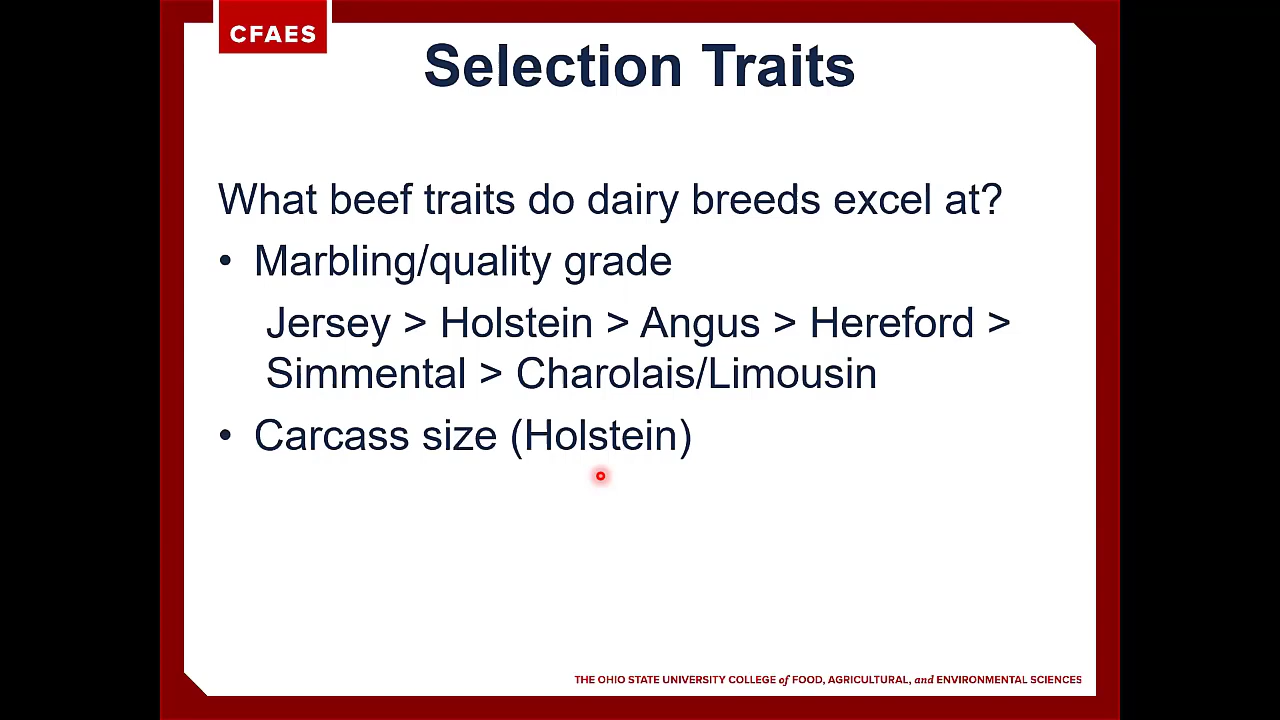 CFAES
Selection Traits
What beef traits do dairy breeds excel at?
• Marbling/quality grade
Jersey > Holstein > Angus > Hereford >
Simmental > Charolais/Limousin
• Carcass size (Holstein)
THE OHIO STATE UNIVERSITY COLLEGE of FOOD, AGRICULTURAL, and ENVIRONMENTAL SCIENCES